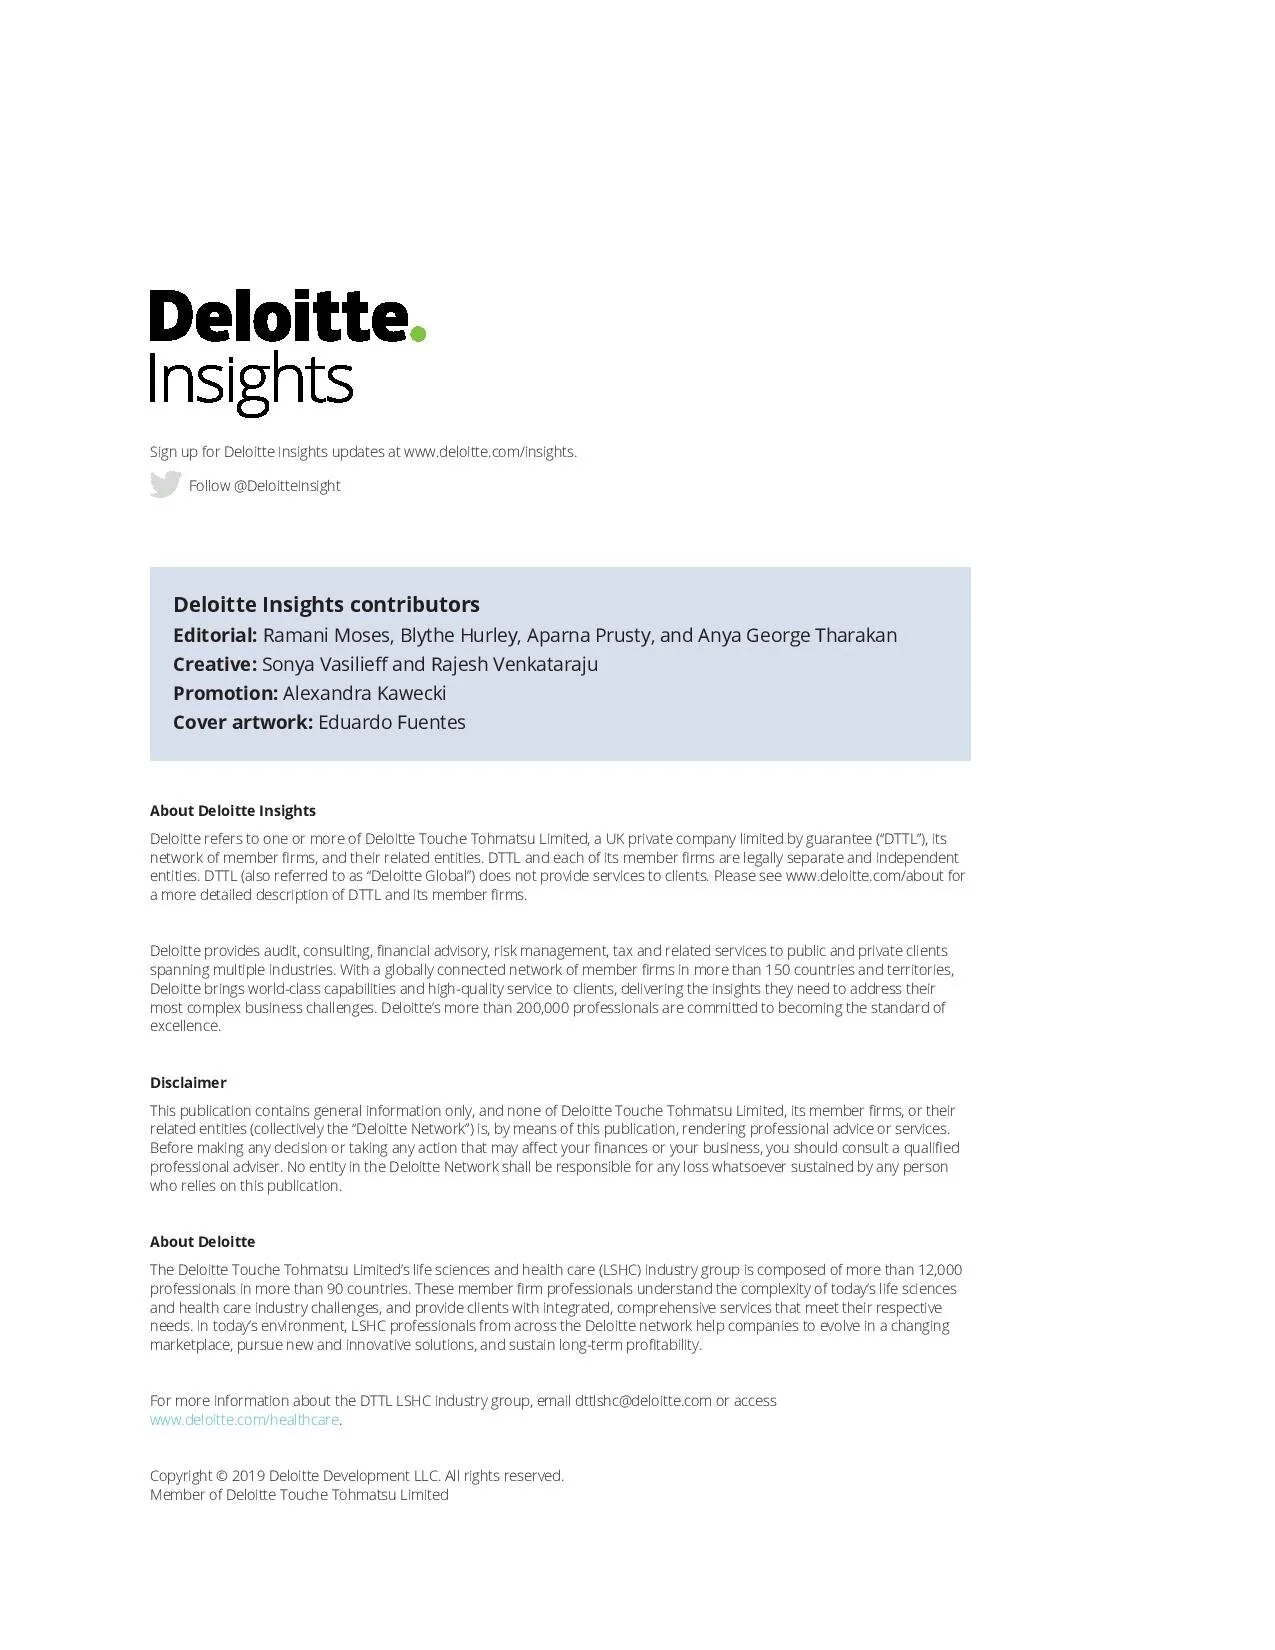 Deloitte.
Insights
Sign up for Deloitte Insights updates at www.deloitte.com/insights.
Follow @DeloitteInsight
Deloitte Insights contributors
Editorial: Ramani Moses, Blythe Hurley, Aparna Prusty, and Anya George Tharakan
Creative: Sonya Vasilieff and Rajesh Venkataraju
Promotion: Alexandra Kawecki
Cover artwork: Eduardo Fuentes
About Deloitte Insights
Deloitte refers to one or more of Deloitte Touche Tohmatsu Limited, a UK private company limited by guarantee (“DTTL”), its
network of member firms, and their related entities. DTTL and each of its member firms are legally separate and independent
entities. DTTL (also referred to as “Deloitte Global”) does not provide services to clients. Please see www.deloitte.com/about for
a more detailed description of DTTL and its member firms.
Deloitte provides audit, consulting, financial advisory, risk management, tax and related services to public and private clients
spanning multiple industries. With a globally connected network of member firms in more than 150 countries and territories,
Deloitte brings world-class capabilities and high-quality service to clients, delivering the insights they need to address their
most complex business challenges. Deloitte’s more than 200,000 professionals are committed to becoming the standard of
excellence.
Disclaimer
This publication contains general information only, and none of Deloitte Touche Tohmatsu Limited, its member firms, or their
related entities (collectively the “Deloitte Network”) is, by means of this publication, rendering professional advice or services.
Before making any decision or taking any action that may affect your finances or your business, you should consult a qualified
professional adviser. No entity in the Deloitte Network shall be responsible for any loss whatsoever sustained by any person
who relies on this publication.
About Deloitte
The Deloitte Touche Tohmatsu Limited’s life sciences and health care (LSHC) industry group is composed of more than 12,000
professionals in more than 90 countries. These member firm professionals understand the complexity of today’s life sciences
and health care industry challenges, and provide clients with integrated, comprehensive services that meet their respective
needs. In today’s environment, LSHC professionals from across the Deloitte network help companies to evolve in a changing
marketplace, pursue new and innovative solutions, and sustain long-term profitability.
For more information about the DTTL LSHC industry group, email dttlshc@deloitte.com or access
www.deloitte.com/healthcare.
Copyright © 2019 Deloitte Development LLC. All rights reserved.
Member of Deloitte Touche Tohmatsu Limited